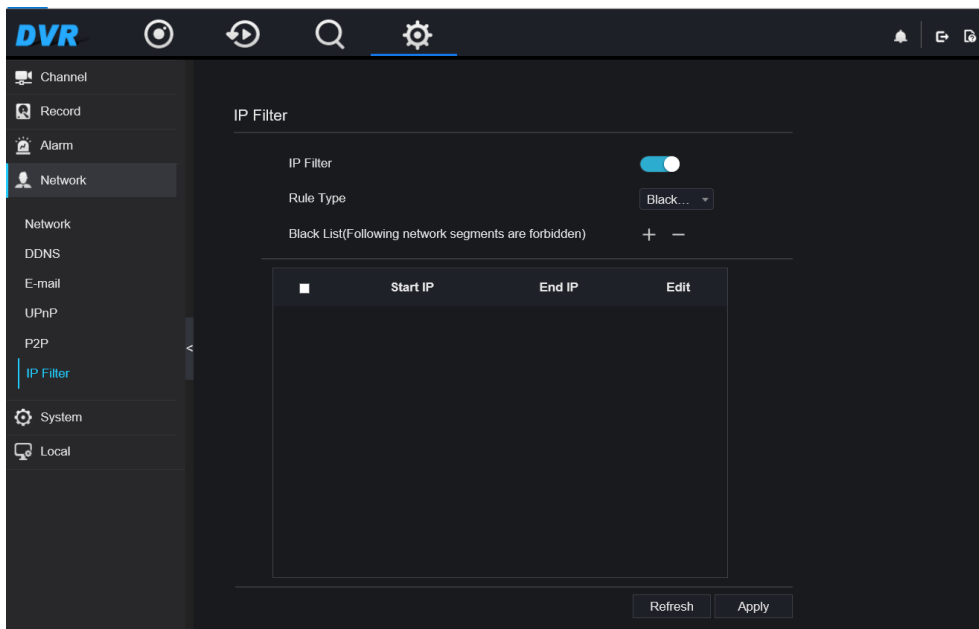 DVR
Channel
Record
Alarm
Network
Network
DDNS
E-mail
UPnP
P2P
IP Filter
System
Local
IP Filter
IP Filter
Rule Type
Black...
Black List(Following network segments are forbidden)
+ −
Start IP End IP Edit
<
Refresh Apply